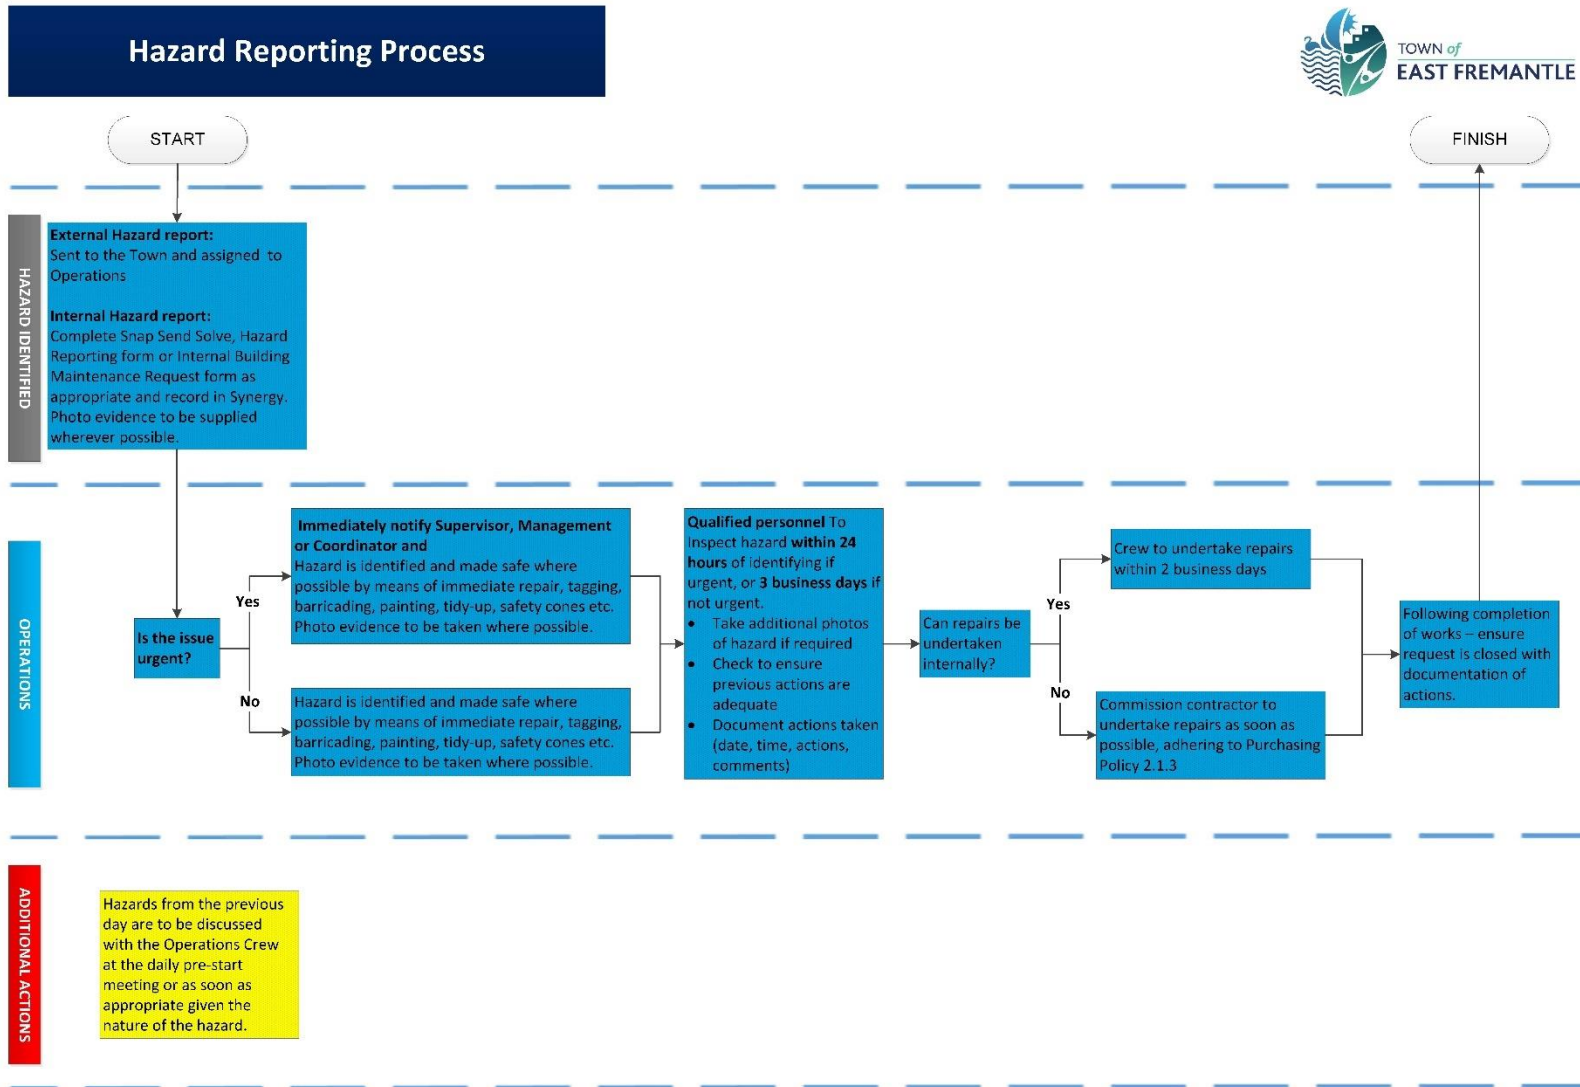 Hazard Reporting Process
TOWN of
EAST FREMANTLE
START
FINISH
HAZARD IDENTIFIED
External Hazard report:
Sent to the Town and assigned to
Operations
Internal Hazard report:
Complete Snap Send Solve, Hazard
Reporting form or Internal Building
Maintenance Request form as
appropriate and record in Synergy.
Photo evidence to be supplied
wherever possible.
OPERATIONS
Is the issue
urgent?
Yes
No
Immediately notify Supervisor, Management
or Coordinator and
Hazard is identified and made safe where
possible by means of immediate repair, tagging,
barricading, painting, tidy-up, safety cones etc.
Photo evidence to be taken where possible.
Hazard is identified and made safe where
possible by means of immediate repair, tagging,
barricading, painting, tidy-up, safety cones etc.
Photo evidence to be taken where possible.
Qualified personnel To
Inspect hazard within 24
hours of identifying if
urgent, or 3 business days if
not urgent.
• Take additional photos
of hazard if required
• Check to ensure
previous actions are
adequate
• Document actions taken
(date, time, actions,
comments)
Can repairs be
undertaken
internally?
Yes
No
Crew to undertake repairs
within 2 business days
Commission contractor to
undertake repairs as soon as
possible, adhering to Purchasing
Policy 2.1.3
Following completion
of works – ensure
request is closed with
documentation of
actions.
ADDITIONAL ACTIONS
Hazards from the previous
day are to be discussed
with the Operations Crew
at the daily pre-start
meeting or as soon as
appropriate given the
nature of the hazard.